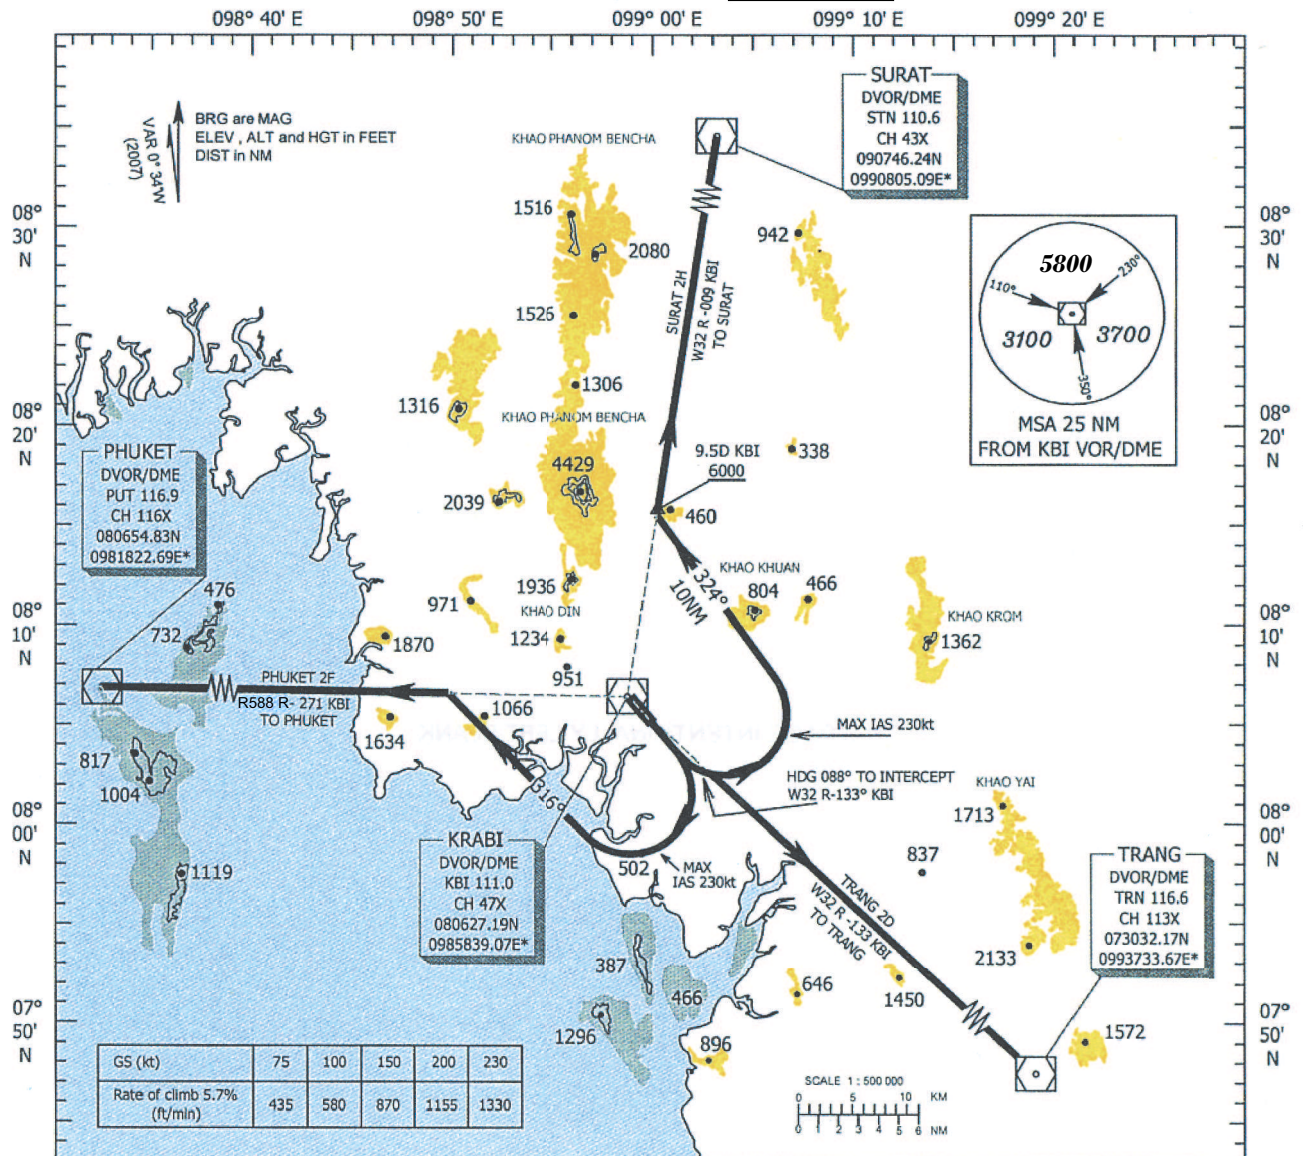 098° 40' E
098° 50' E
099° 00' E
099° 10' E
099° 20' E
VAR 0° 34'W
(2007)
BRG are MAG
ELEV , ALT and HGT in FEET
DIST in NM
KHAO PHANOM BENCHA
SURAT
DVOR/DME
STN 110.6
CH 43X
090746.24N
0990805.09E*
08°
30'
N
08°
30'
N
1516
2080
942
1525
1306
1316
KHAO PHANOM BENCHA
SURAT 2H
W32 R -009 KBI
TO SURAT
5800
110°
230°
3100
3700
350°
MSA 25 NM
FROM KBI VOR/DME
08°
20'
N
08°
20'
N
PHUKET
DVOR/DME
PUT 116.9
CH 116X
080654.83N
0981822.69E*
4429
2039
9.5D KBI
6000
338
460
324°
10NM
476
732
971
1936
KHAO DIN
1234
951
1870
KHAO KHUAN
804
466
KHAO KROM
1362
08°
10'
N
08°
10'
N
PHUKET 2F
R588 R- 271 KBI
TO PHUKET
1634
1066
817
1004
1119
316°
MAX IAS 230kt
HDG 088° TO INTERCEPT
W32 R-133° KBI
KHAO YAI
1713
08°
00'
N
08°
00'
N
KRABI
DVOR/DME
KBI 111.0
CH 47X
080627.19N
0985839.07E*
502
MAX
IAS 230kt
837
TRANG 2D
W32 R -133 KBI
TO TRANG
TRANG
DVOR/DME
TRN 116.6
CH 113X
073032.17N
0993733.67E*
2133
387
466
1296
646
1450
896
1572
07°
50'
N
07°
50'
N
GS (kt) 75 100 150 200 230
Rate of climb 5.7%
(ft/min) 435 580 870 1155 1330
SCALE 1 : 500 000
0 5 10 KM
0 1 2 3 4 5 6 NM